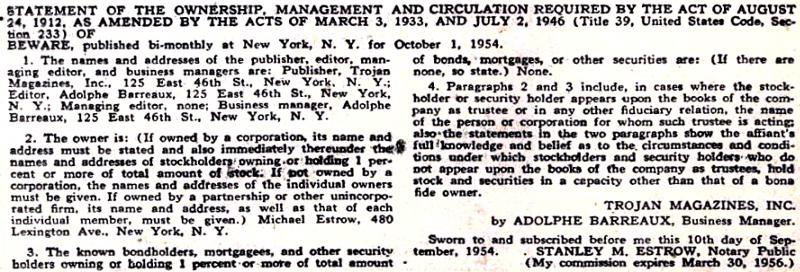 STATEMENT OF THE OWNERSHIP, MANAGEMENT AND CIRCULATION REQUIRED BY THE ACT OF AUGUST
24, 1912, AS AMENDED BY THE ACTS OF MARCH 3, 1933, AND JULY 2, 1946 (Title 39, United States Code, Sec-
tion 233) OF
BEWARE, published bi-monthly at New York, N. Y. for October 1, 1954.
1. The names and addresses of the publisher, editor, man-
aging editor, and business managers are: Publisher, Trojan
Magazines, Inc., 125 East 46th St., New York, N. Y.;
Editor, Adolphe Barreaux, 125 East 46th St., New York,
N. Y.; Managing editor, none; Business manager, Adolphe
Barreaux, 125 East 46th St., New York, N. Y.
2. The owner is: (If owned by a corporation, its name and
address must be stated and also immediately thereunder the
names and addresses of stockholders owning or holding 1 per-
cent or more of total amount of stock. If not owned by a
corporation, the names and addresses of the individual owners
must be given. If owned by a partnership or other unincorpo-
rated firm, its name and address, as well as that of each
individual member, must be given.) Michael Estrow, 480
Lexington Ave., New York, N. Y.
3. The known bondholders, mortgagees, and other security
holders owning or holding 1 percent or more of total amount
of bonds, mortgages, or other securities are: (If there are
none, so state.) None.
4. Paragraphs 2 and 3 include, in cases where the stock-
holder or security holder appears upon the books of the com-
pany as trustee or in any other fiduciary relation, the name
of the person or corporation for whom such trustee is acting;
also the statements in the two paragraphs show the affiant's
full knowledge and belief as to the circumstances and condi-
tions under which stockholders and security holders who do
not appear upon the books of the company as trustees, hold
stock and securities in a capacity other than that of a bona
fide owner.
TROJAN MAGAZINES, INC.
by ADOLPHE BARREAUX, Business Manager.
Sworn to and subscribed before me this 10th day of Sep-
tember, 1954. STANLEY M. ESTROW, Notary Public
(My commission expires March 30, 1956.)